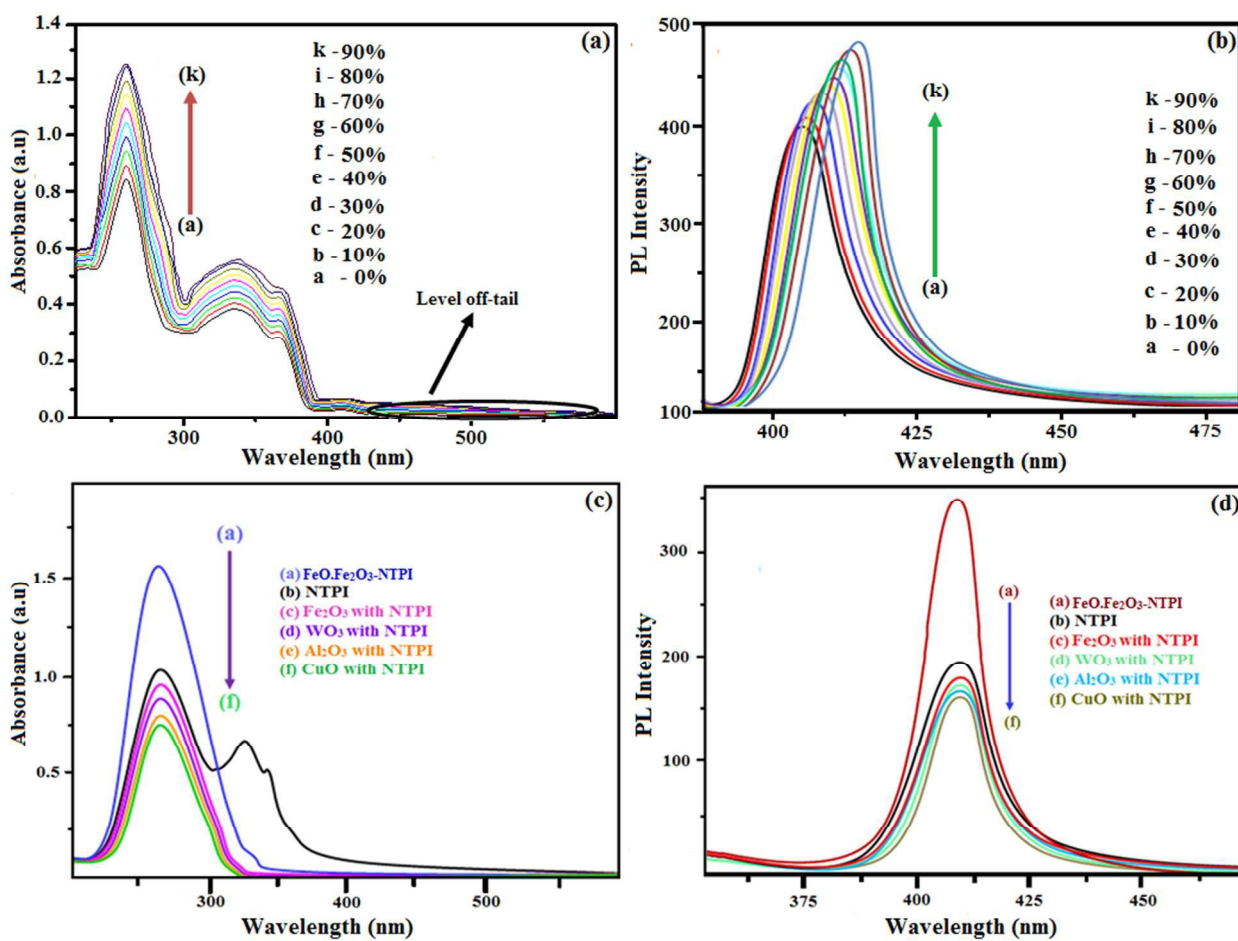 (a)
1.4
1.2
1.0
0.8
0.6
0.4
0.2
0.0
Absorbance (a.u)
(k)
(a)
k - 90%
i - 80%
h - 70%
g - 60%
f - 50%
e - 40%
d - 30%
c - 20%
b - 10%
a - 0%
Level off-tail
300
400
500
Wavelength (nm)
(b)
500
400
300
200
100
PL Intensity
(k)
(a)
k - 90%
i - 80%
h - 70%
g - 60%
f - 50%
e - 40%
d - 30%
c - 20%
b - 10%
a - 0%
400
425
450
475
Wavelength (nm)
(c)
1.5
1.0
0.5
Absorbance (a.u)
(a)
(f)
(a) FeO.Fe₂O₃-NTPI
(b) NTPI
(c) Fe₂O₃ with NTPI
(d) WO₃ with NTPI
(e) Al₂O₃ with NTPI
(f) CuO with NTPI
300
400
500
Wavelength (nm)
(d)
300
200
100
PL Intensity
(a)
(f)
(a) FeO.Fe₂O₃-NTPI
(b) NTPI
(c) Fe₂O₃ with NTPI
(d) WO₃ with NTPI
(e) Al₂O₃ with NTPI
(f) CuO with NTPI
375
400
425
450
Wavelength (nm)